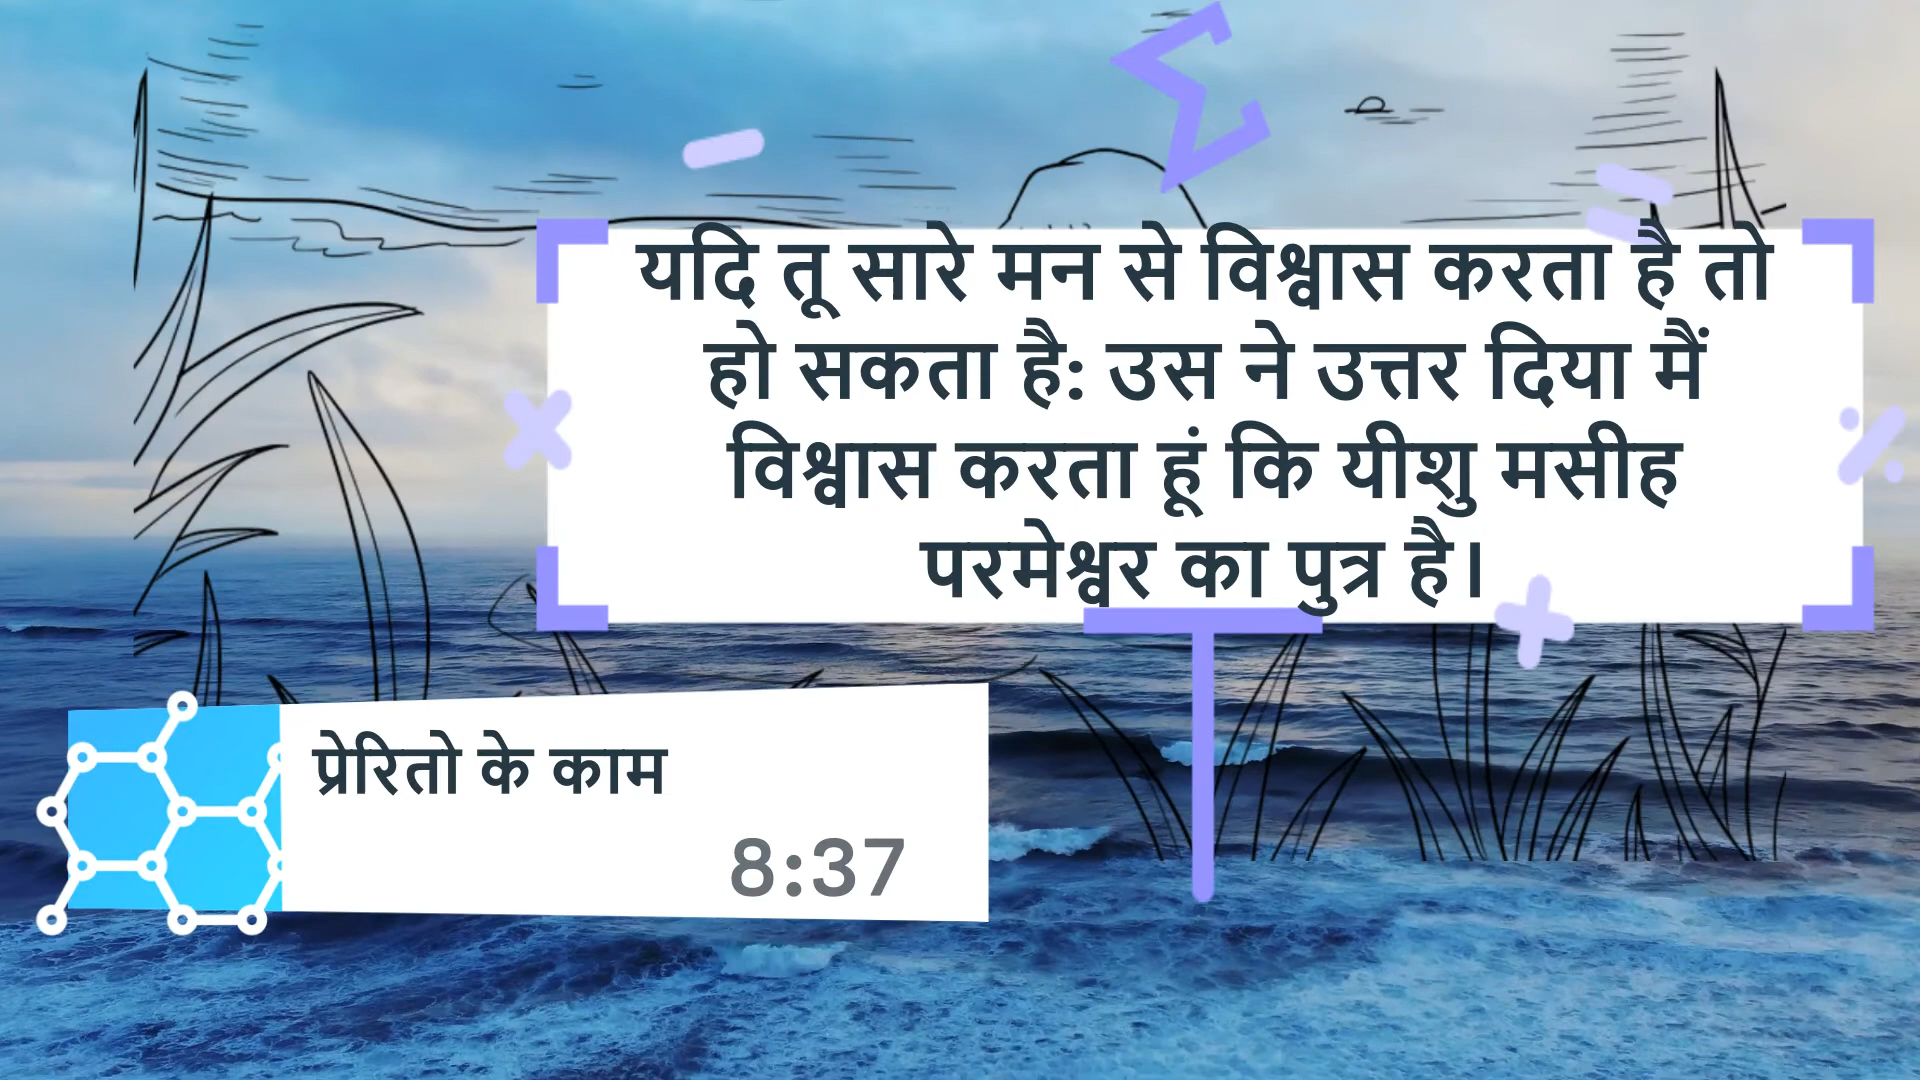 यदि तू सारे मन से विश्वास करता है तो
हो सकता है: उस ने उत्तर दिया मैं
विश्वास करता हूं कि यीशु मसीह
परमेश्वर का पुत्र है।
प्रेरितो के काम
8:37